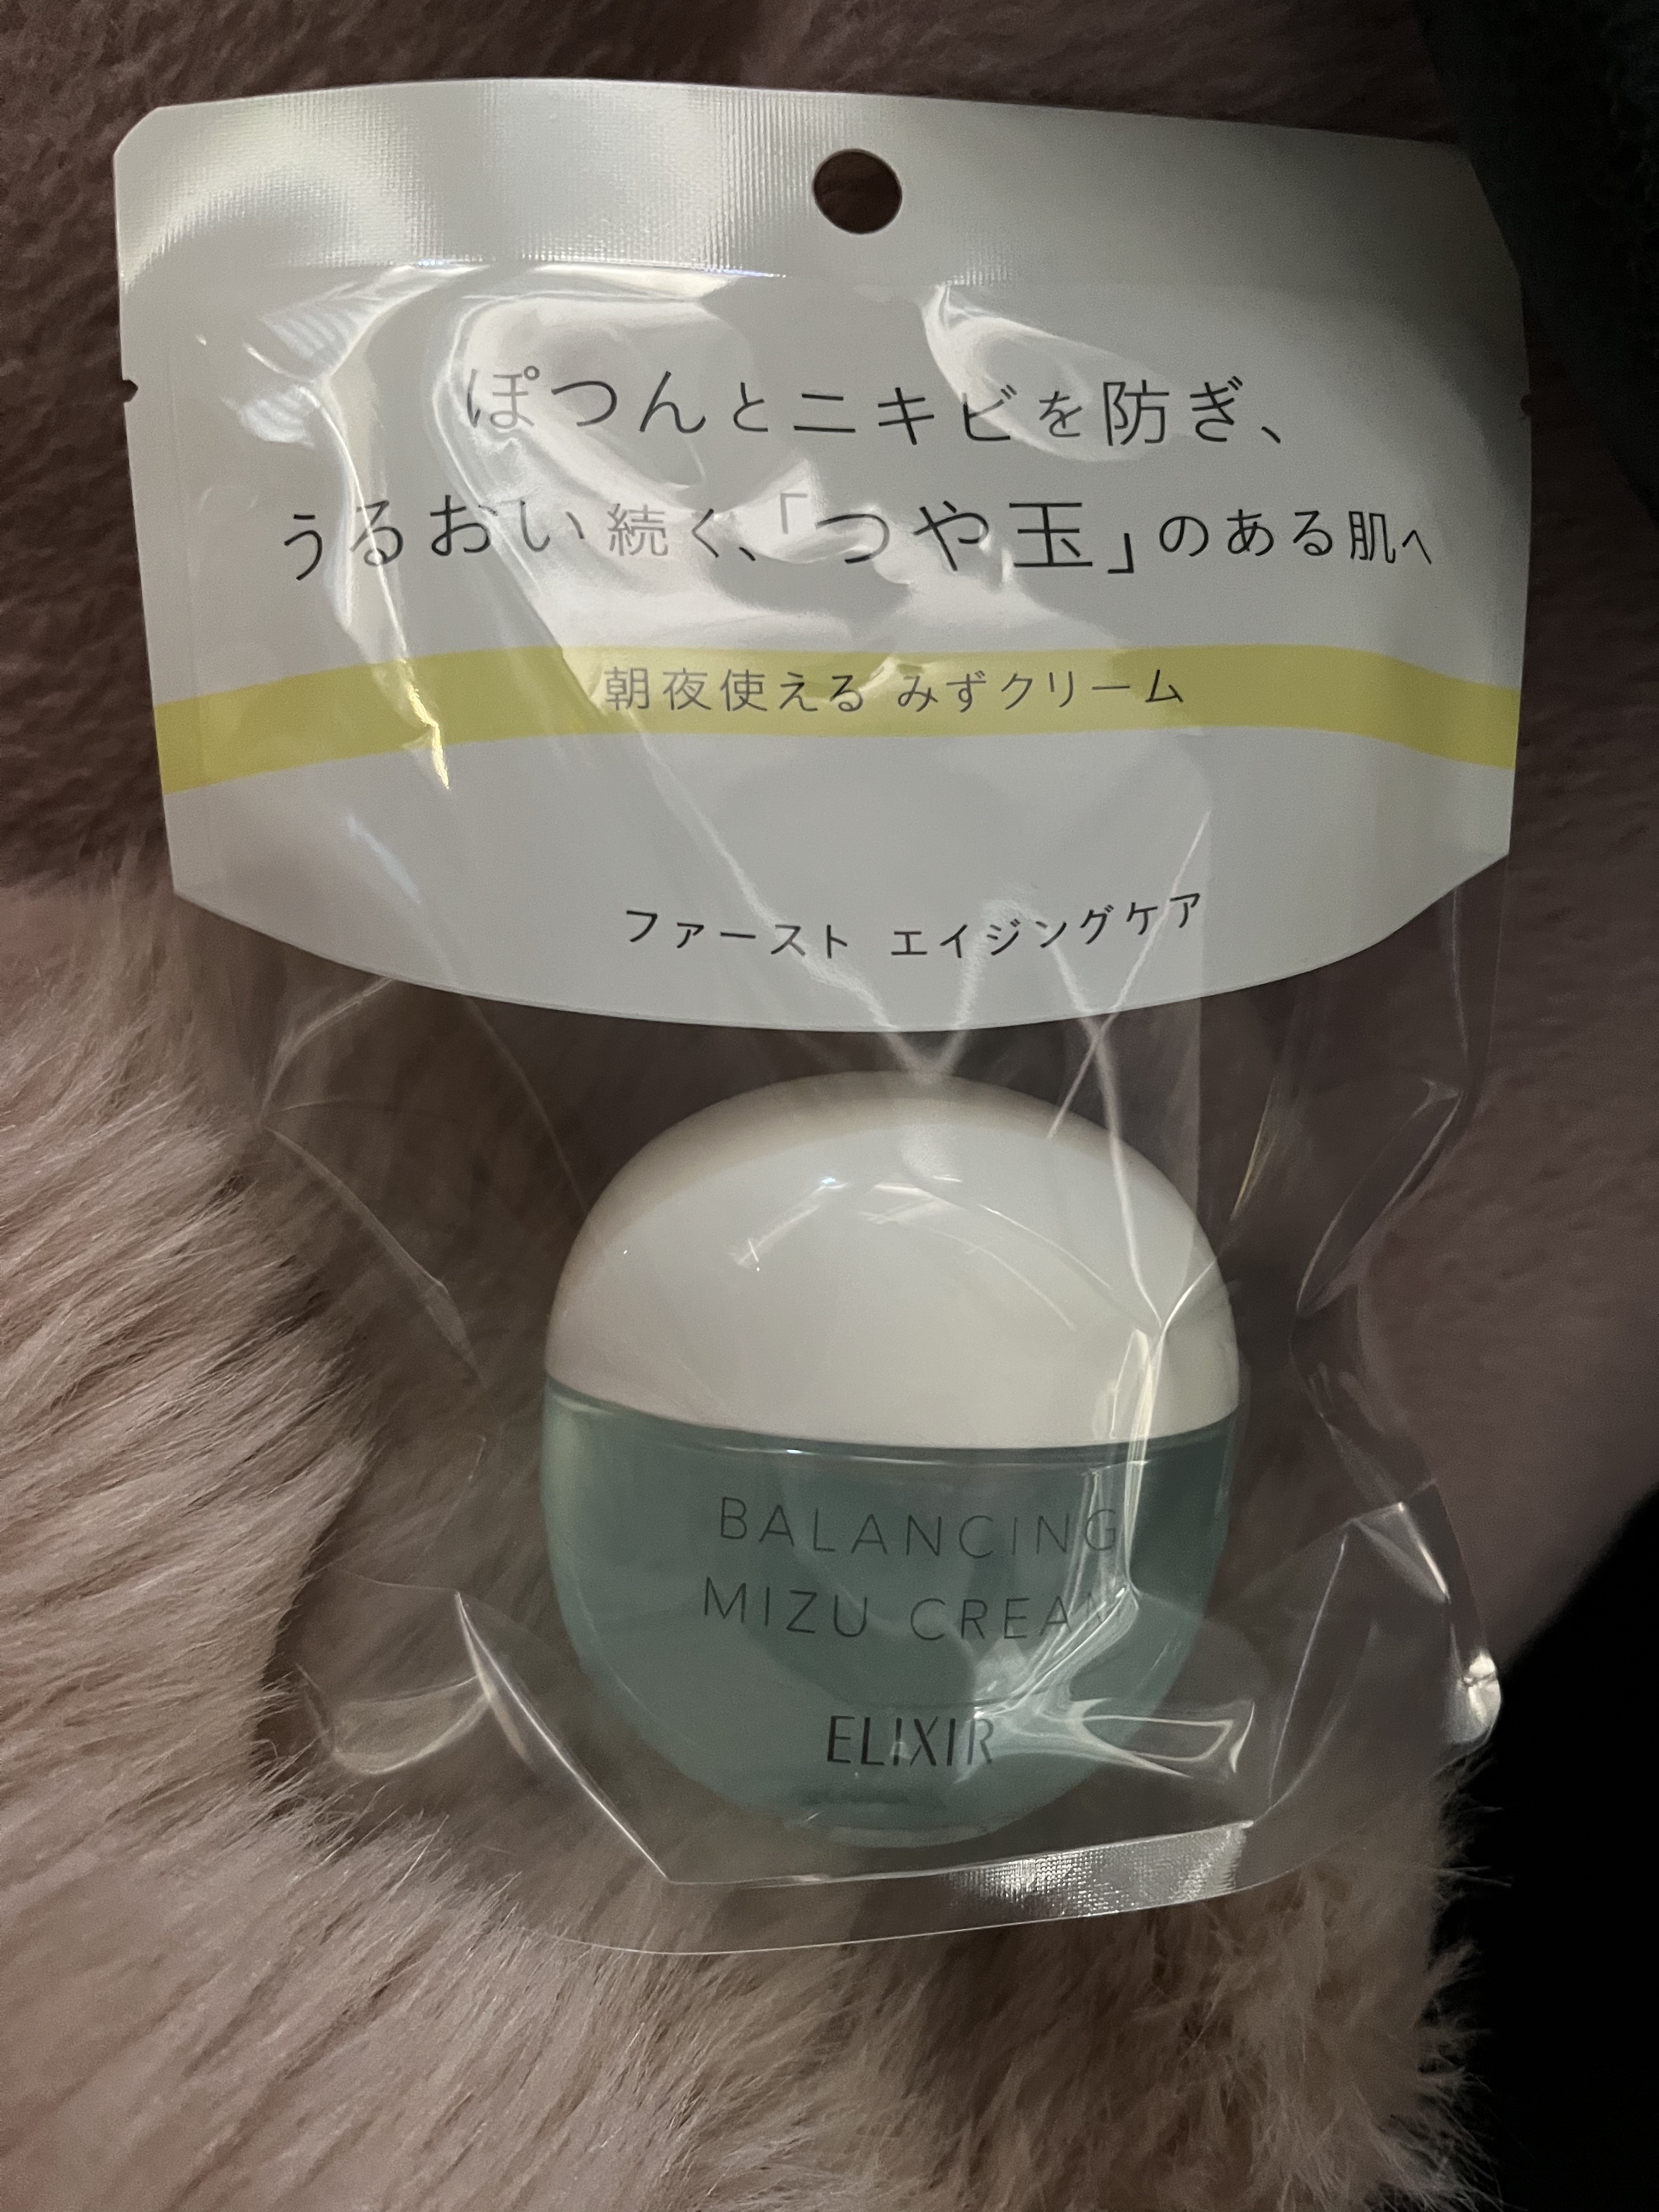 ぽつんとニキビを防ぎ、
うるおい続く、「つや玉」のある肌へ
朝夜使える みずクリーム
ファースト エイジングケア
BALANCING
MIZU CREAM
ELIXIR